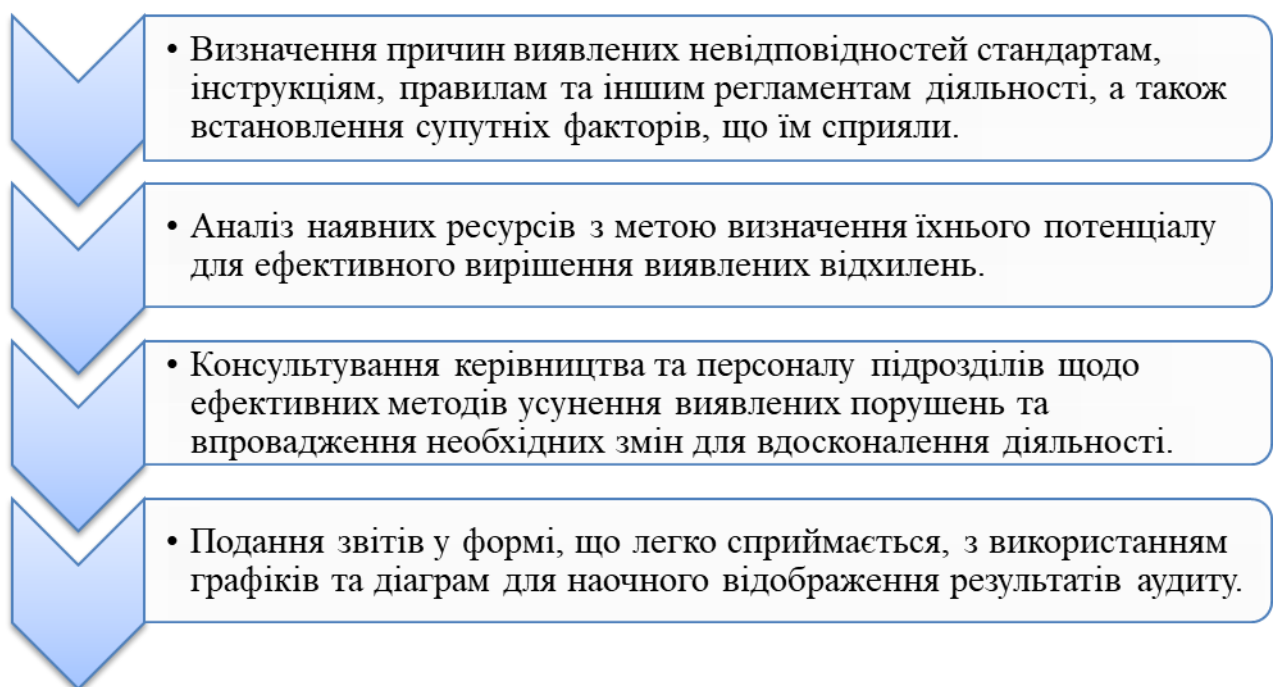 • Визначення причин виявлених невідповідностей стандартам,
інструкціям, правилам та іншим регламентам діяльності, а також
встановлення супутніх факторів, що їм сприяли.
• Аналіз наявних ресурсів з метою визначення їхнього потенціалу
для ефективного вирішення виявлених відхилень.
• Консультування керівництва та персоналу підрозділів щодо
ефективних методів усунення виявлених порушень та
впровадження необхідних змін для вдосконалення діяльності.
• Подання звітів у формі, що легко сприймається, з використанням
графіків та діаграм для наочного відображення результатів аудиту.